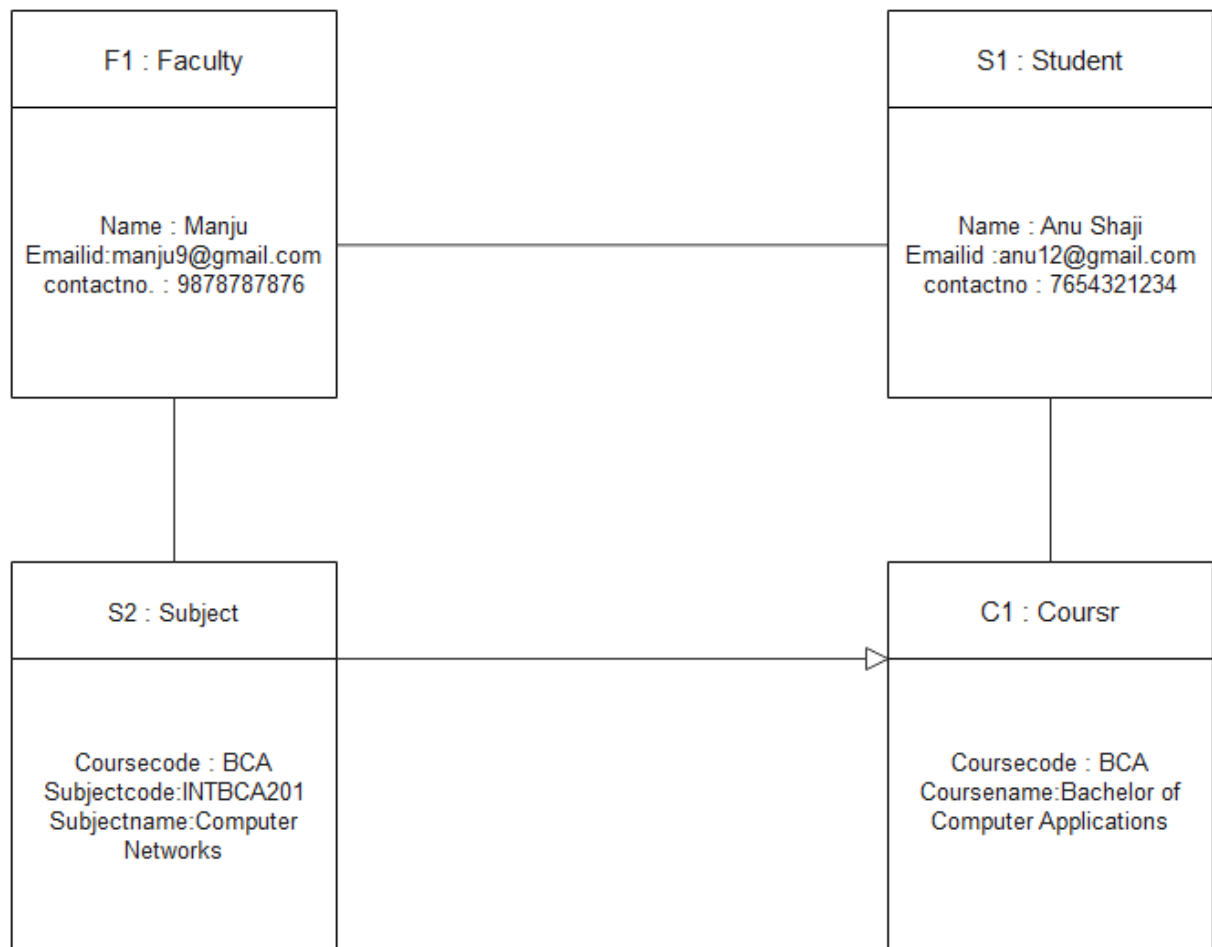 F1 : Faculty
Name : Manju
Emailid:manju9@gmail.com
contactno. : 9878787876
S1 : Student
Name : Anu Shaji
Emailid :anu12@gmail.com
contactno : 7654321234
S2 : Subject
Coursecode : BCA
Subjectcode:INTBCA201
Subjectname:Computer
Networks
C1 : Coursr
Coursecode : BCA
Coursename:Bachelor of
Computer Applications